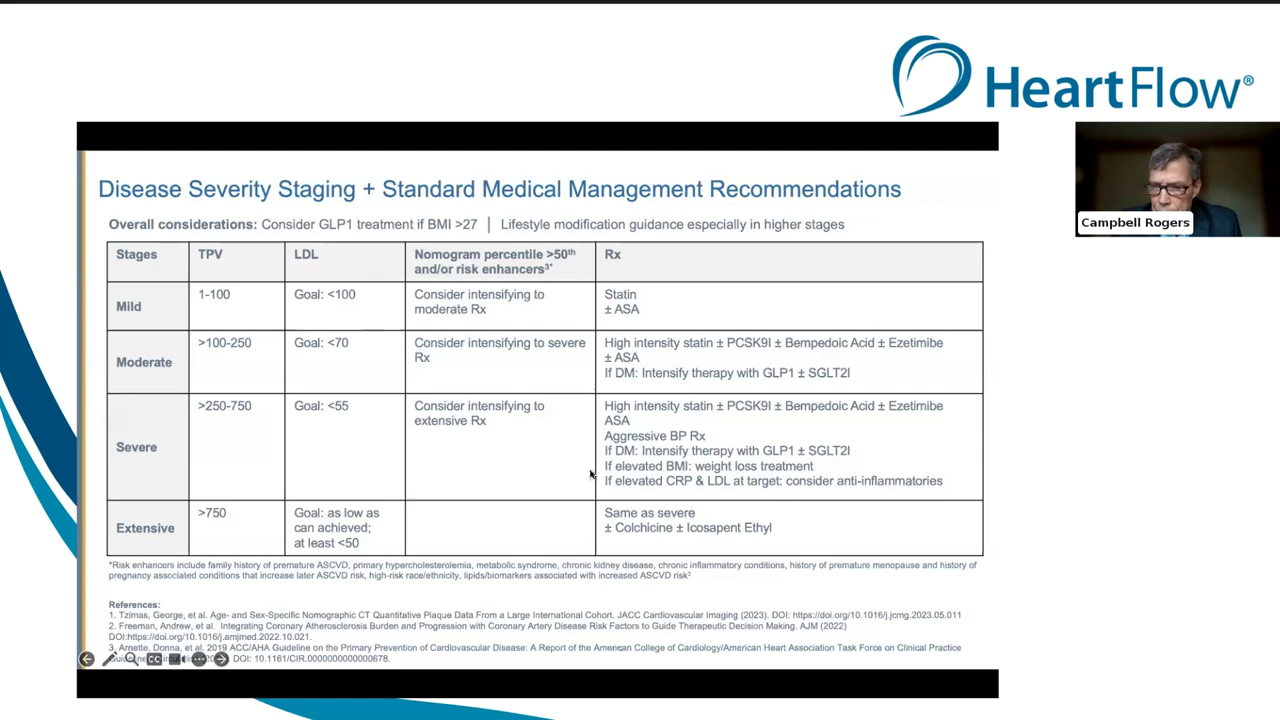 HeartFlow®
Campbell Rogers
Disease Severity Staging + Standard Medical Management Recommendations
Overall considerations: Consider GLP1 treatment if BMI >27 | Lifestyle modification guidance especially in higher stages
Stages
TPV
LDL
Nomogram percentile >50th
and/or risk enhancers3*
Rx
Mild
1-100
Goal: <100
Consider intensifying to
moderate Rx
Statin
± ASA
Moderate
>100-250
Goal: <70
Consider intensifying to severe
Rx
High intensity statin ± PCSK9I ± Bempedoic Acid ± Ezetimibe
± ASA
If DM: Intensify therapy with GLP1 ± SGLT2I
Severe
>250-750
Goal: <55
Consider intensifying to
extensive Rx
High intensity statin ± PCSK9I ± Bempedoic Acid ± Ezetimibe
ASA
Aggressive BP Rx
If DM: Intensify therapy with GLP1 ± SGLT2I
If elevated BMI: weight loss treatment
If elevated CRP & LDL at target: consider anti-inflammatories
Extensive
>750
Goal: as low as
can achieved;
at least <50
Same as severe
± Colchicine ± Icosapent Ethyl
*Risk enhancers include family history of premature ASCVD, primary hypercholesterolemia, metabolic syndrome, chronic kidney disease, chronic inflammatory conditions, history of premature menopause and history of
pregnancy associated conditions that increase later ASCVD risk, high-risk race/ethnicity, lipids/biomarkers associated with increased ASCVD risk3
References:
1. Tzimas, George, et al. Age- and Sex-Specific Nomographic CT Quantitative Plaque Data From a Large International Cohort. JACC Cardiovascular Imaging (2023). DOI: https://doi.org/10.1016/j.jcmg.2023.05.011
2. Freeman, Andrew, et al. Integrating Coronary Atherosclerosis Burden and Progression with Coronary Artery Disease Risk Factors to Guide Therapeutic Decision Making. AJM (2022)
DOI:https://doi.org/10.1016/j.amjmed.2022.10.021.
3. Arnette, Donna, et al. 2019 ACC/AHA Guideline on the Primary Prevention of Cardiovascular Disease: A Report of the American College of Cardiology/American Heart Association Task Force on Clinical Practice
DOI: 10.1161/CIR.0000000000000678.